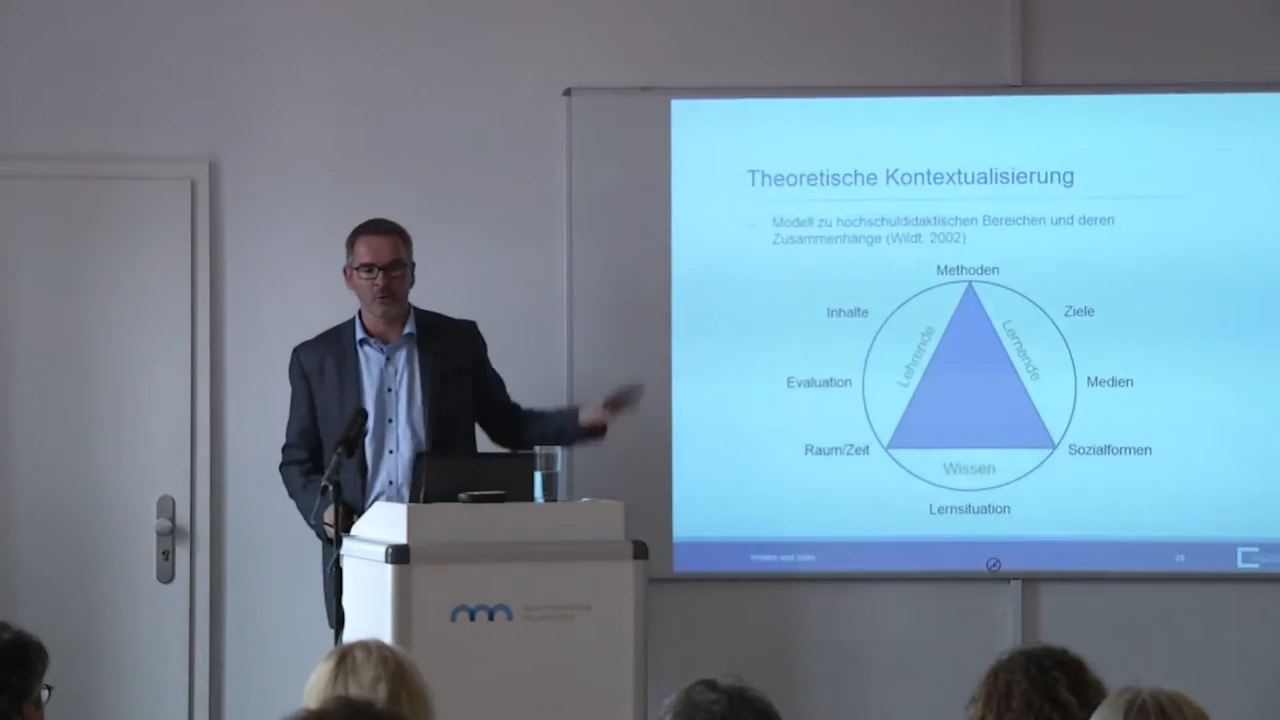 Theoretische Kontextualisierung
Modell zu hochschuldidaktischen Bereichen und deren
Zusammenhänge (Wildt, 2002)
Methoden
Inhalte
Ziele
Lehrende
Lernende
Evaluation
Medien
Raum/Zeit
Sozialformen
Wissen
Lernsituation